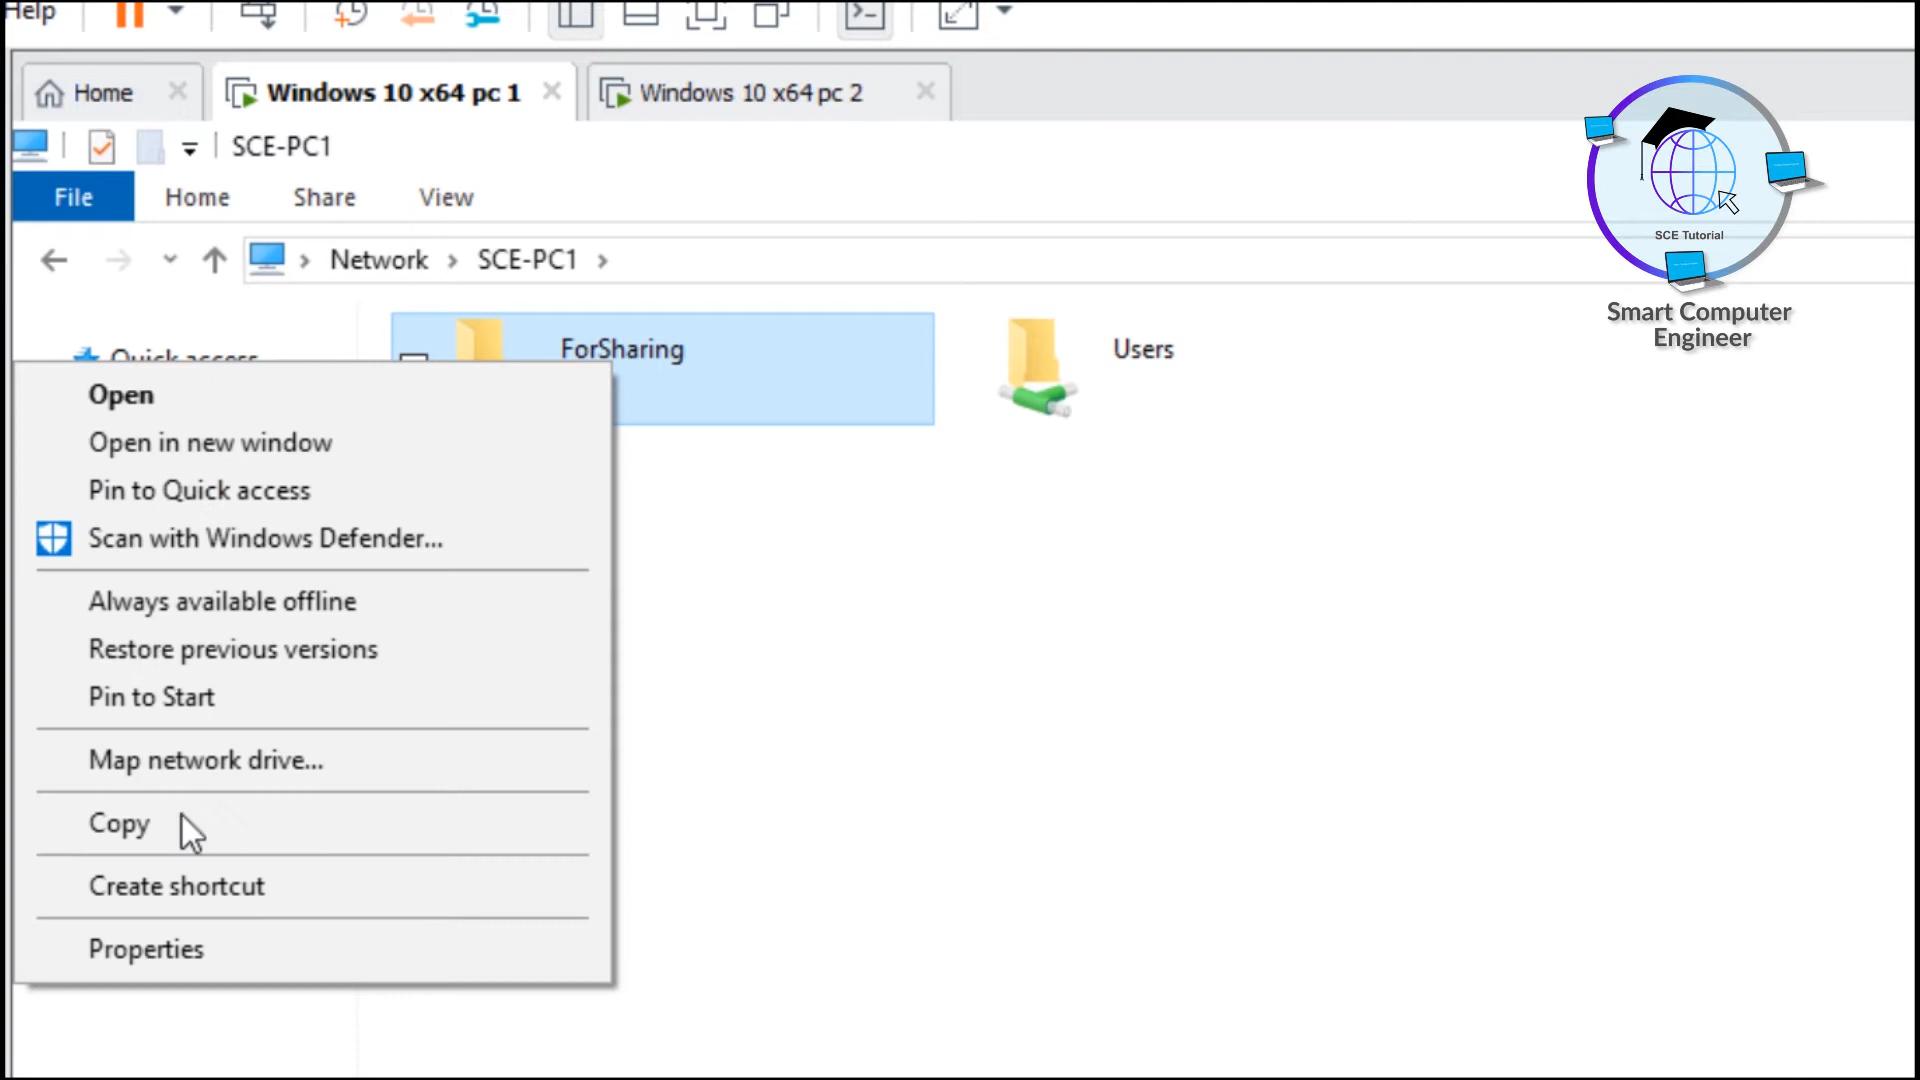 Help
Home
Windows 10 x64 pc 1
Windows 10 x64 pc 2
SCE-PC1
File
Home
Share
View
Network
SCE-PC1
SCE Tutorial
Smart Computer
Engineer
Quick access
ForSharing
Users
Open
Open in new window
Pin to Quick access
Scan with Windows Defender...
Always available offline
Restore previous versions
Pin to Start
Map network drive...
Copy
Create shortcut
Properties